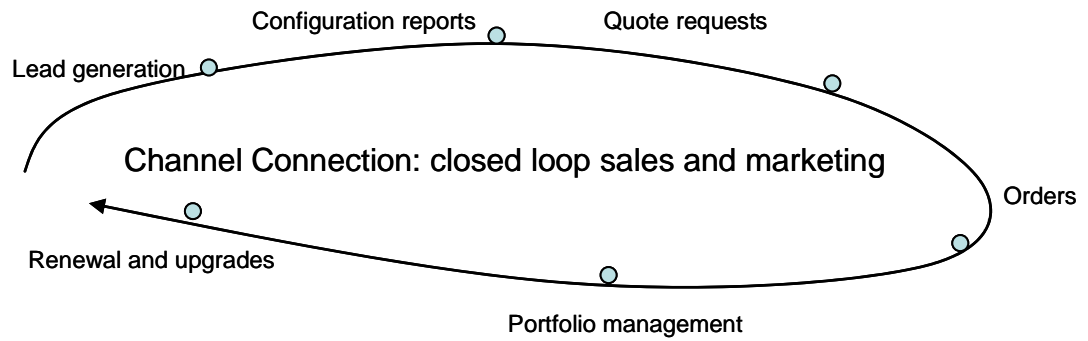 Configuration reports
Quote requests
Lead generation
Channel Connection: closed loop sales and marketing
Orders
Renewal and upgrades
Portfolio management